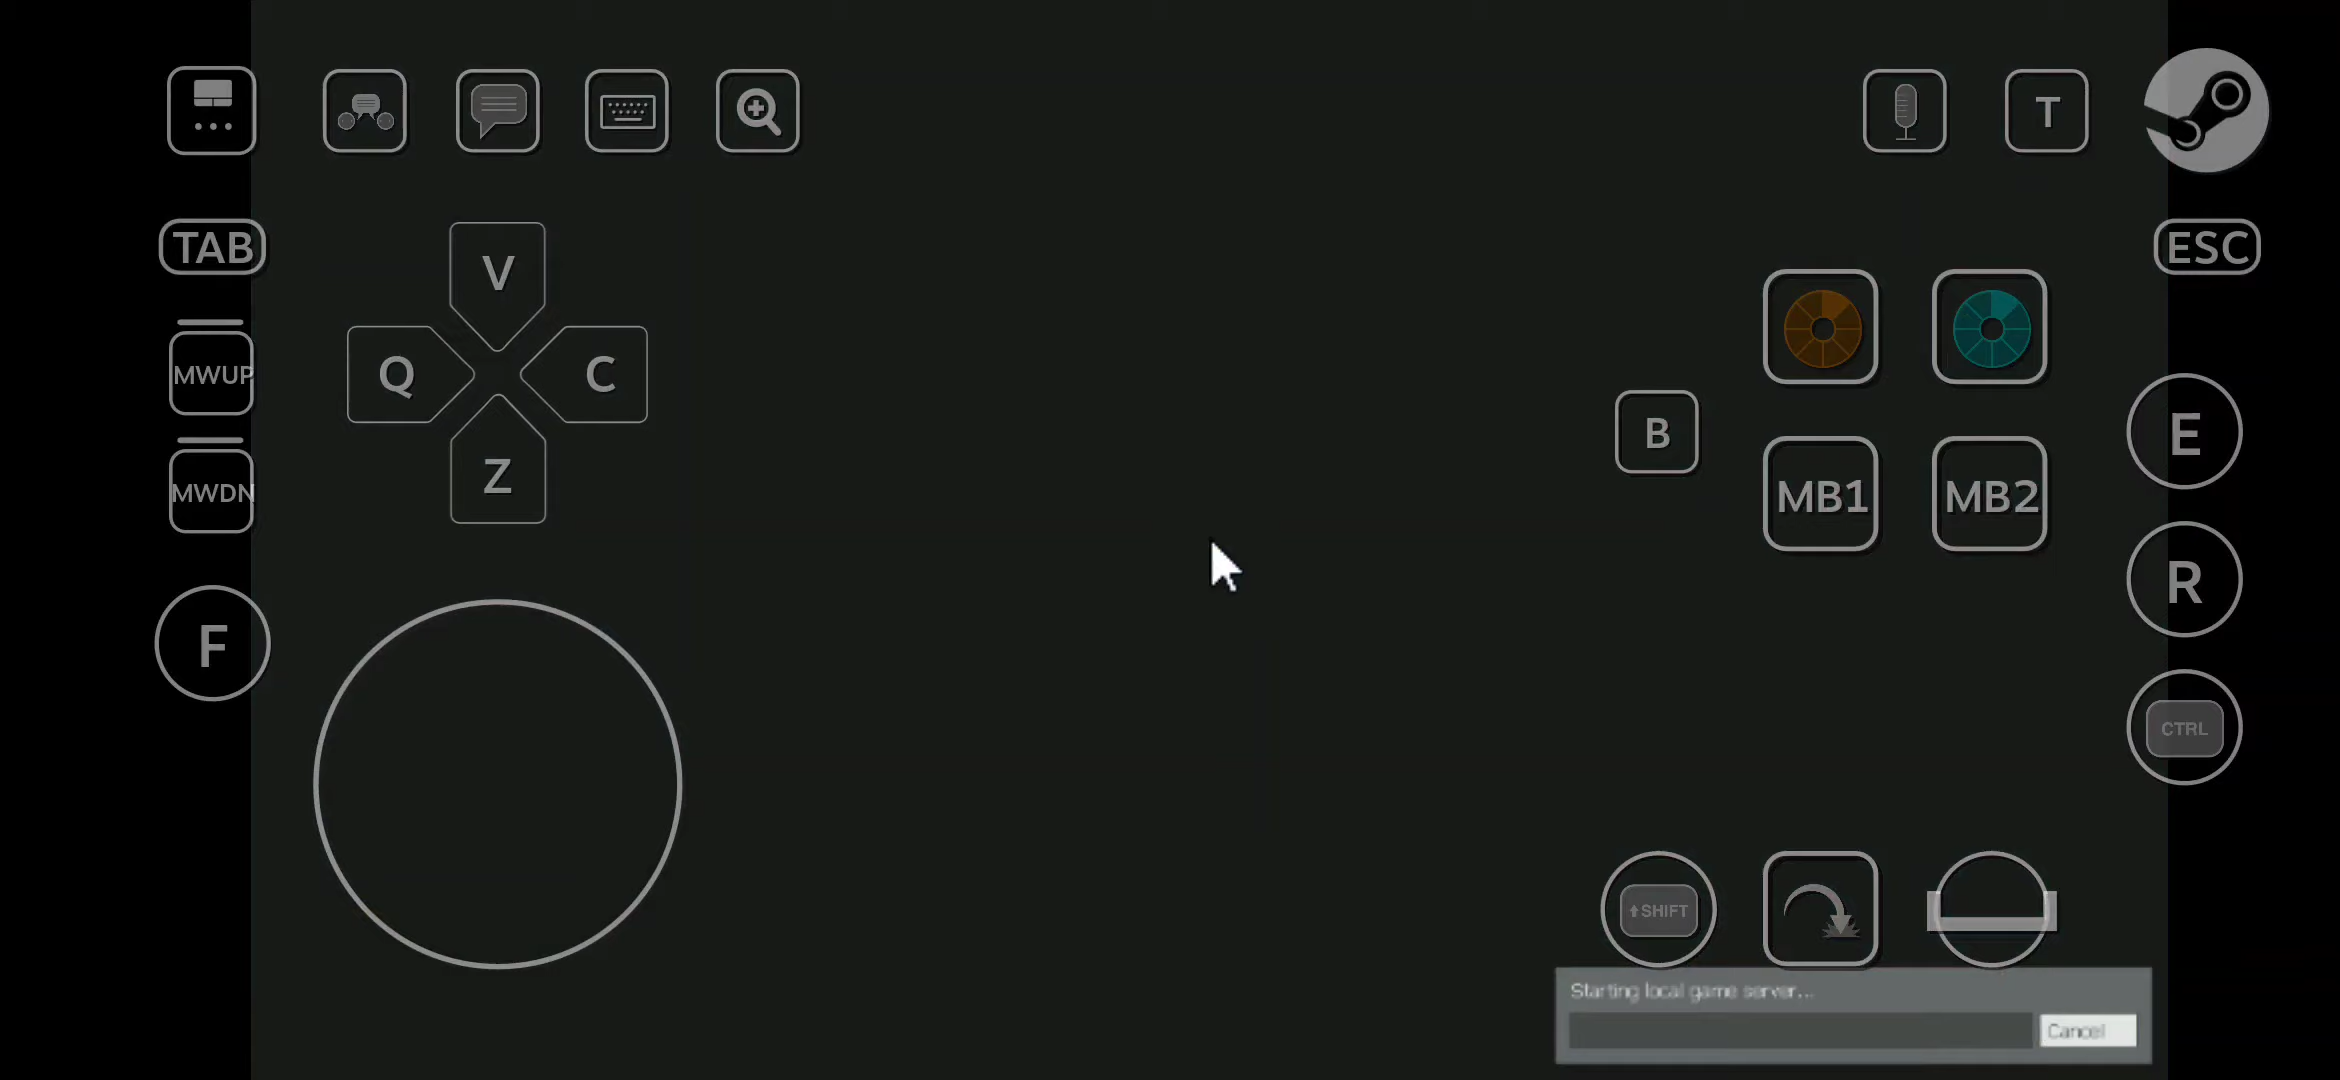 T
TAB
V
ESC
MWUP
Q
C
B
E
Z
MB1
MB2
MWDN
R
F
CTRL
SHIFT
Starting local game server...
Cancel